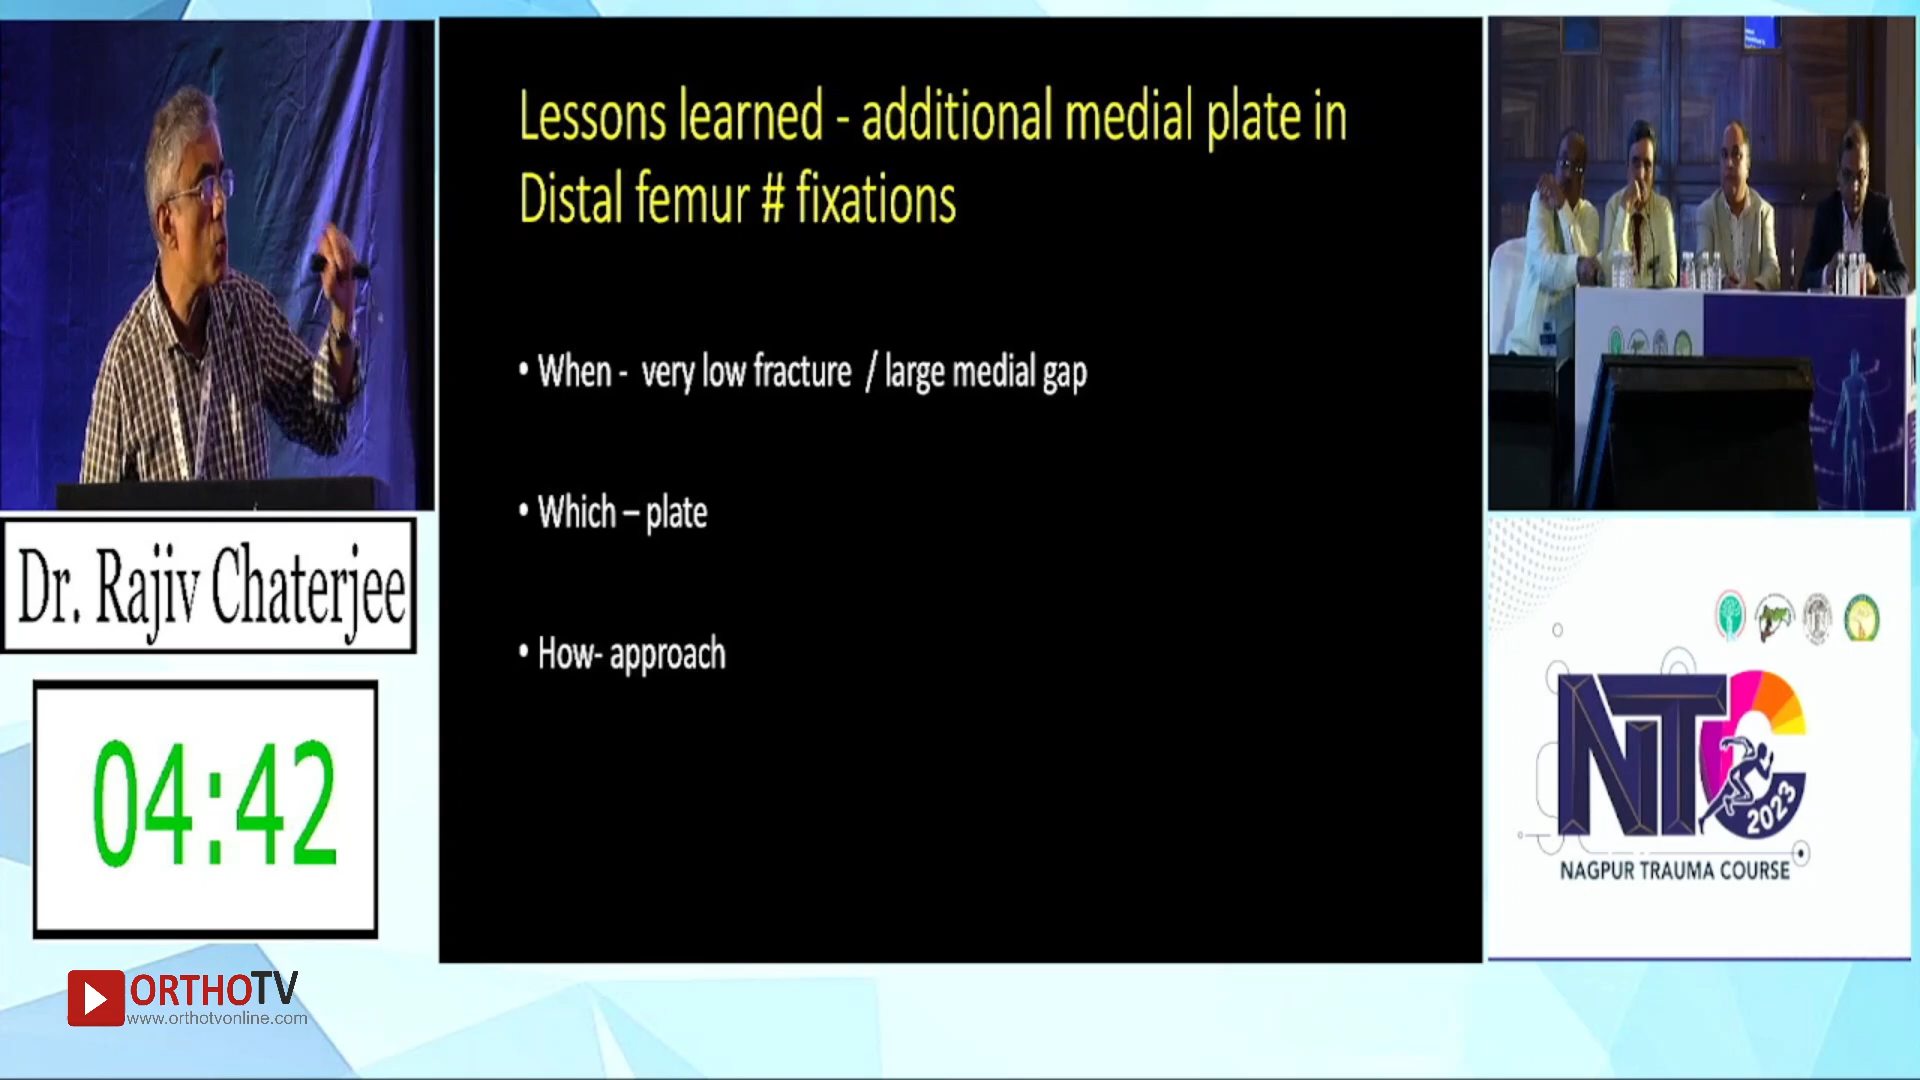 Lessons learned - additional medial plate in
Distal femur # fixations
• When - very low fracture / large medial gap
• Which – plate
• How- approach
Dr. Rajiv Chaterjee
04:42
ORTHOTV
www.orthotvonline.com
NTC
2023
NAGPUR TRAUMA COURSE